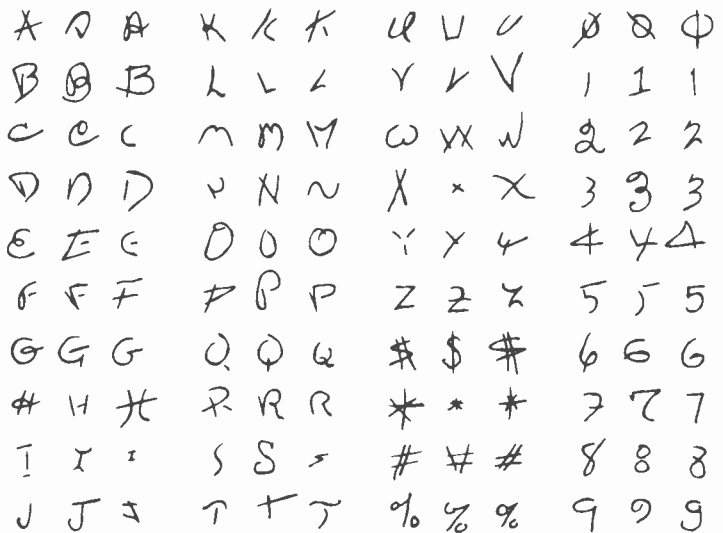 A A A K K K U U U 0 0 0
B B B L L L V V V 1 1 1
C C C M M M W W W 2 2 2
D D D N N N X X X 3 3 3
E E E O O O Y Y Y 4 4 4
F F F P P P Z Z Z 5 5 5
G G G Q Q Q $ $ $ 6 6 6
H H H R R R * * * 7 7 7
I I I S S S # # # 8 8 8
J J J T T T % % % 9 9 9